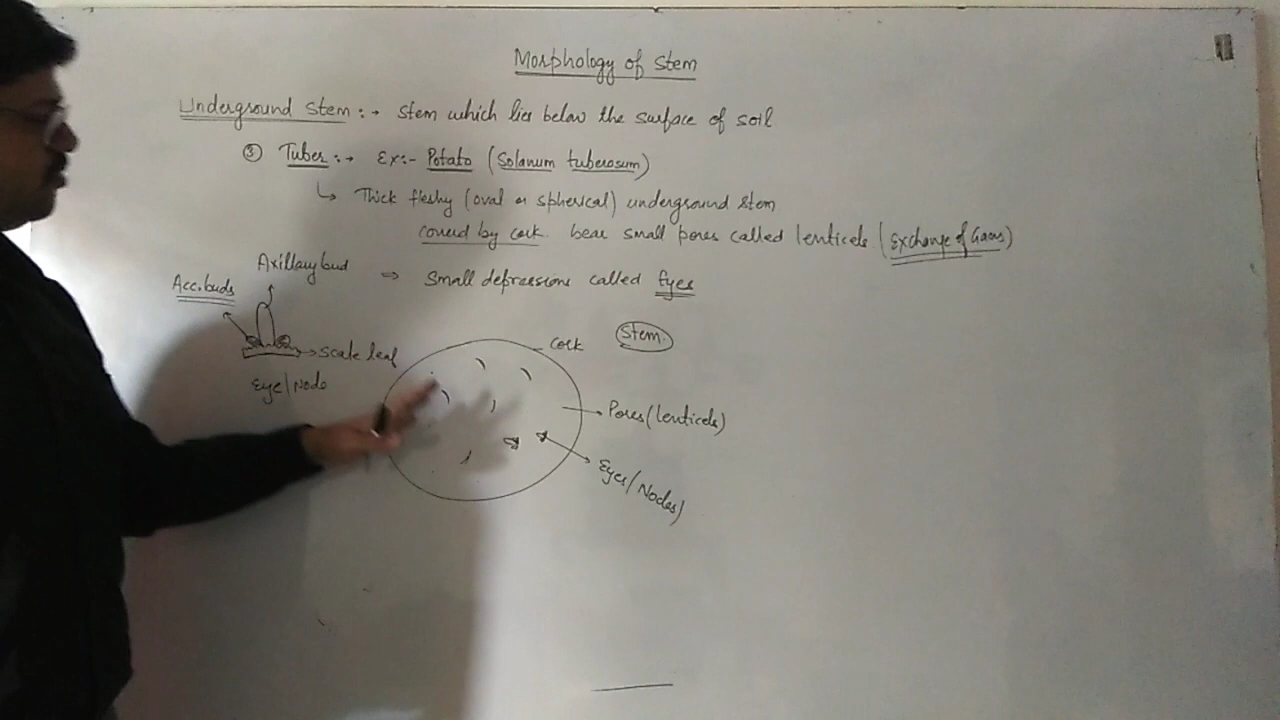 Morphology of Stem
Underground Stem :→ Stem which lies below the surface of soil
③ Tuber :→ Ex:- Potato (Solanum tuberosum)
↳ Thick fleshy (oval or spherical) underground stem
covered by cork. bear small pores called lenticels (Exchange of Gases)
⇒ Small depressions called Eyes
Axillary bud
Acc. buds
→ scale leaf
Eye/Node
Cork
Stem.
Pores (lenticels)
Eyes/(Nodes)